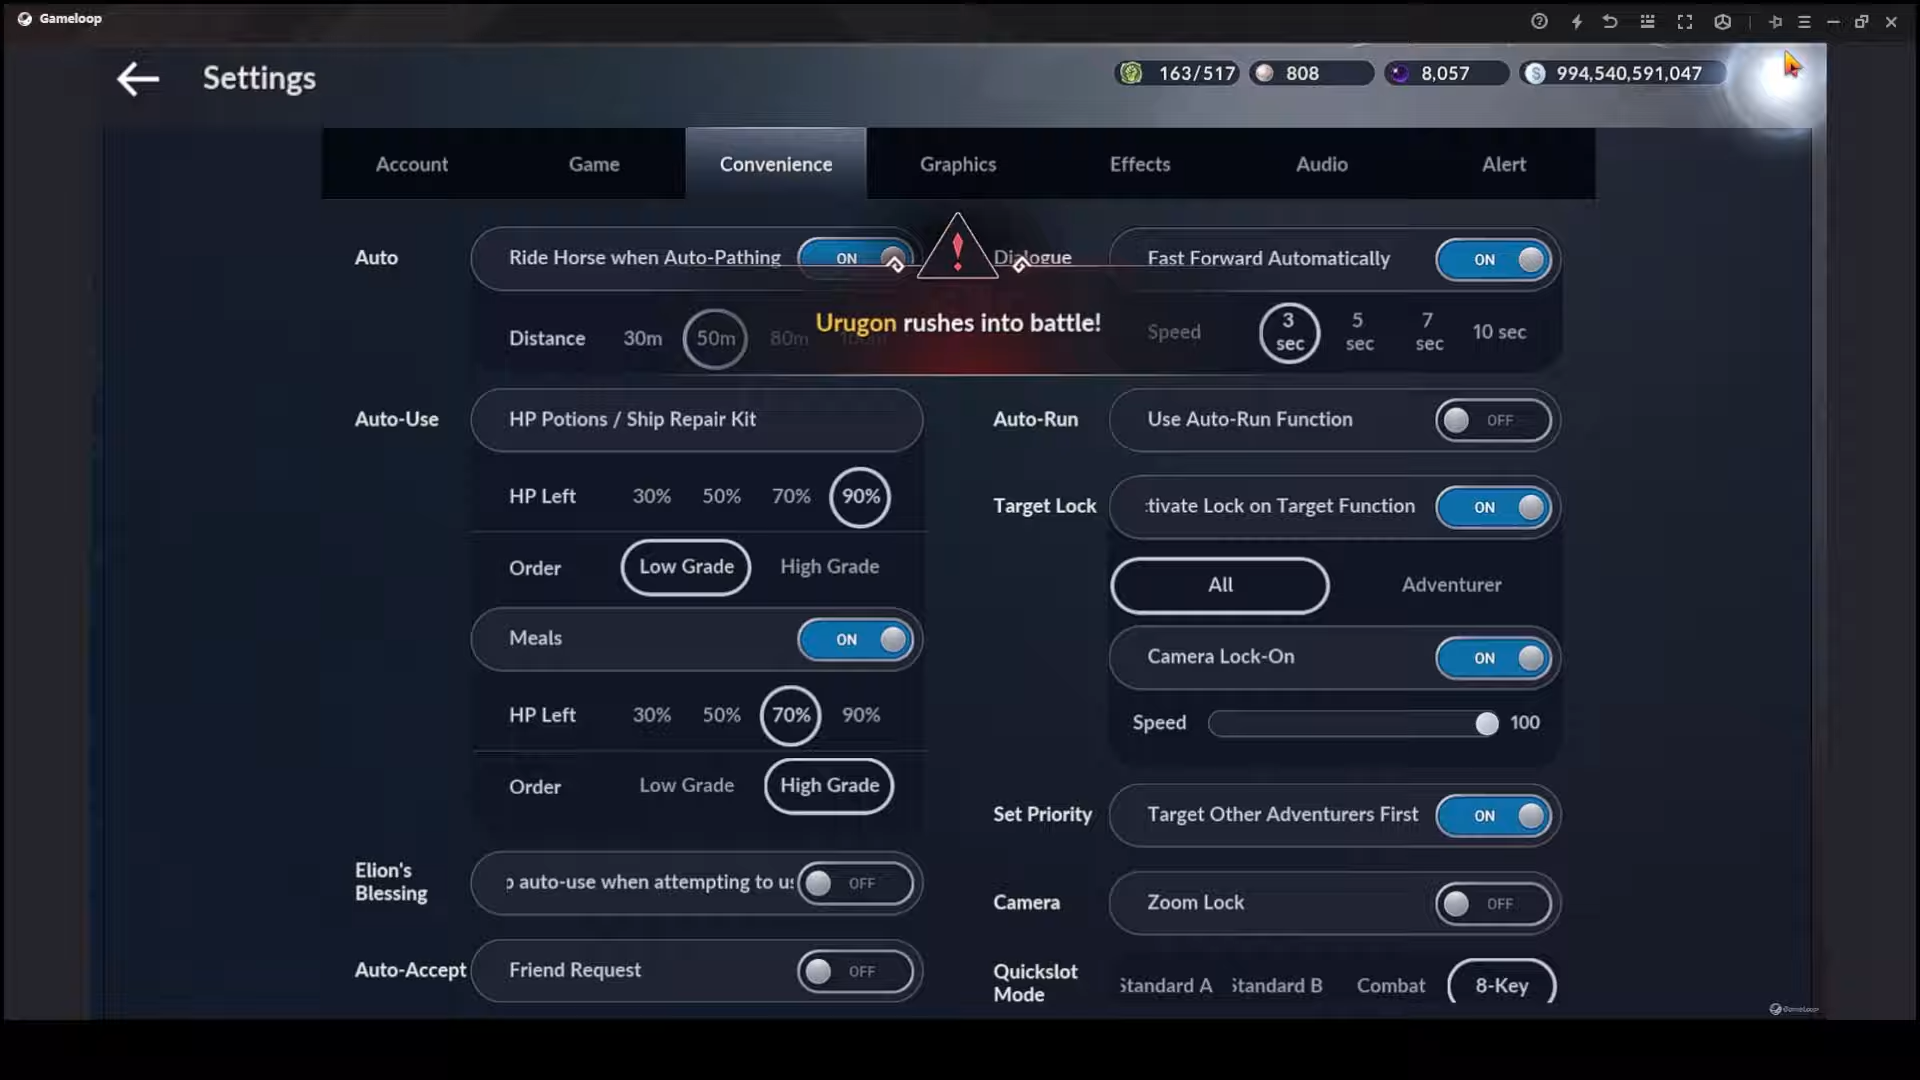 Gameloop
Settings
163/517
808
8,057
994,540,591,047
Account
Game
Convenience
Graphics
Effects
Audio
Alert
Auto
Ride Horse when Auto-Pathing
ON
Distance
30m
50m
80m
Urugon rushes into battle!
Dialogue
Fast Forward Automatically
ON
Speed
3 sec
5 sec
7 sec
10 sec
Auto-Use
HP Potions / Ship Repair Kit
HP Left
30%
50%
70%
90%
Order
Low Grade
High Grade
Meals
ON
HP Left
30%
50%
70%
90%
Order
Low Grade
High Grade
Elion's
Blessing
auto-use when attempting to
OFF
Auto-Accept
Friend Request
OFF
Auto-Run
Use Auto-Run Function
OFF
Target Lock
tivate Lock on Target Function
ON
All
Adventurer
Camera Lock-On
ON
Speed
100
Set Priority
Target Other Adventurers First
ON
Camera
Zoom Lock
OFF
Quickslot
Mode
Standard A
Standard B
Combat
8-Key
GameLoop